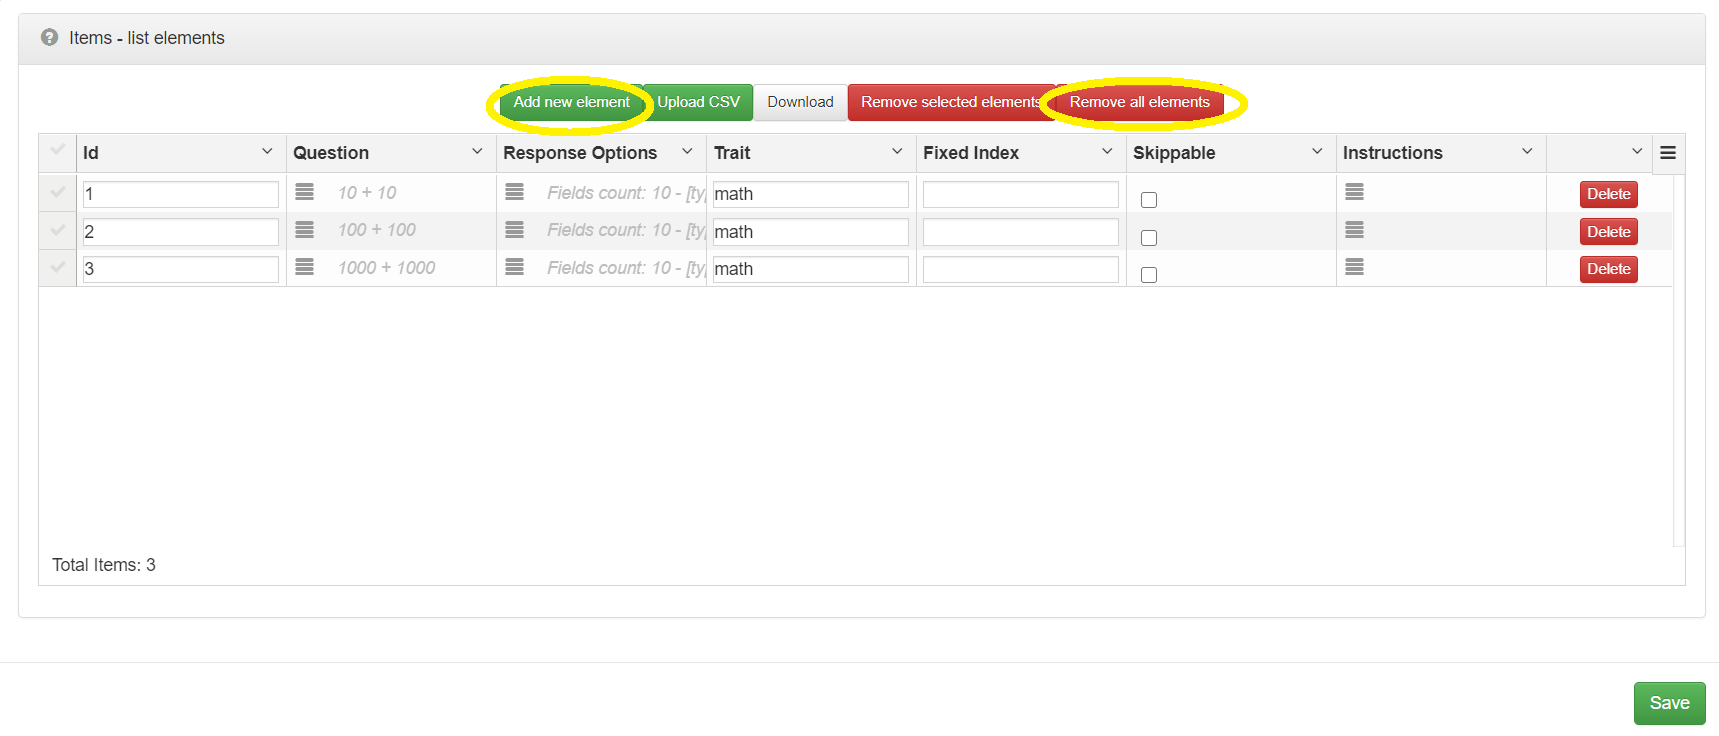 Items - list elements
Add new element Upload CSV Download Remove selected elements Remove all elements
Id Question Response Options Trait Fixed Index Skippable Instructions
1 10 + 10 Fields count: 10 - [ty math Delete
2 100 + 100 Fields count: 10 - [ty math Delete
3 1000 + 1000 Fields count: 10 - [ty math Delete
Total Items: 3
Save